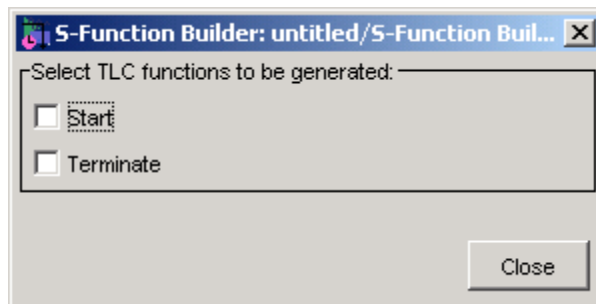 S-Function Builder: untitled/S-Function Buil...
Select TLC functions to be generated:
Start
Terminate
Close